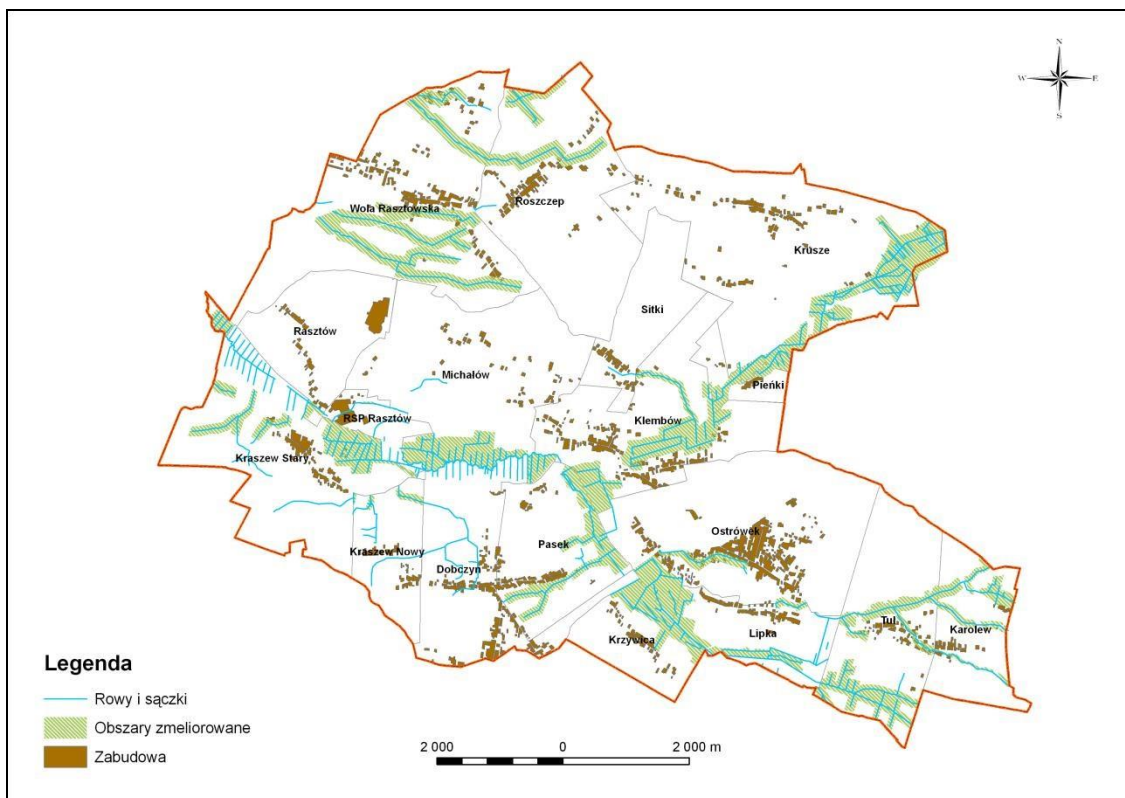 N
W E
S
Roszczep
Wola Rasztowska
Krusze
Sitki
Rasztów
Michałów
Pieńki
RSP Rasztów
Klembów
Kraszew Stary
Ostrówek
Pasek
Kraszew Nowy
Dobczyn
Tul
Karolew
Lipka
Krzywica
Legenda
Rowy i sączki
Obszary zmeliorowane
Zabudowa
2 000 0 2 000 m